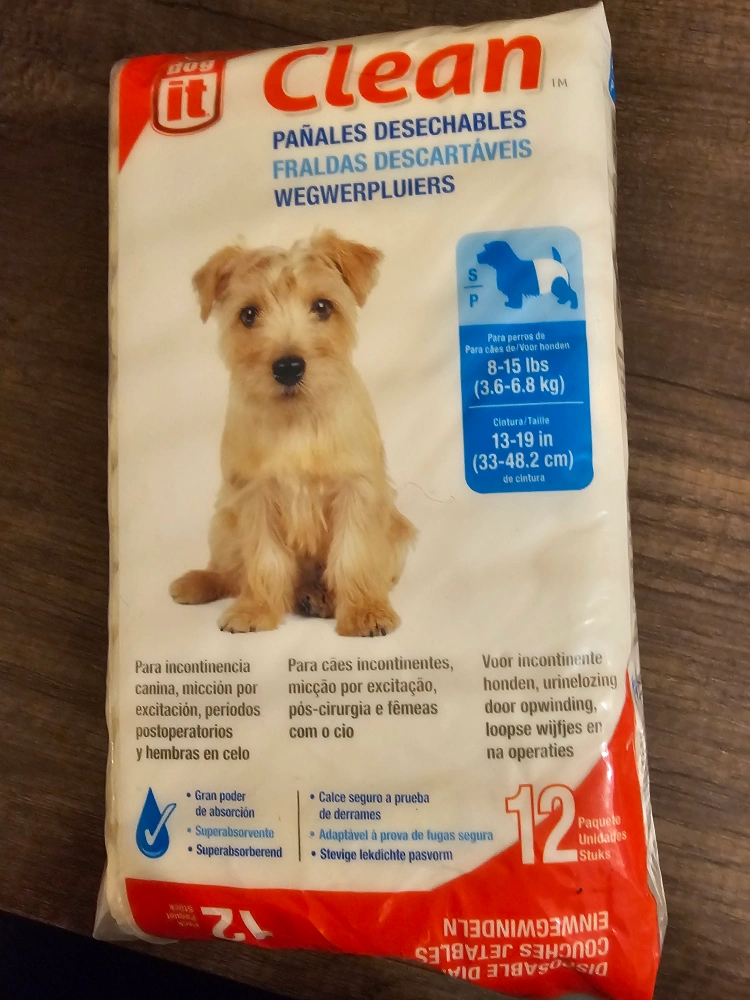 dog
it
Clean
TM
PAÑALES DESECHABLES
FRALDAS DESCARTÁVEIS
WEGWERPLUIERS
S
P
Para perros de
Para cães de/Voor honden
8-15 lbs
(3.6-6.8 kg)
Cintura/Taille
13-19 in
(33-48.2 cm)
de cintura
Para incontinencia
canina, micción por
excitación, periodos
postoperatorios
y hembras en celo
Para cães incontinentes,
micção por excitação,
pós-cirurgia e fêmeas
com o cio
Voor incontinente
honden, urinelozing
door opwinding,
loopse wijfjes en
na operaties
• Gran poder
de absorción
• Superabsorvente
• Superabsorberend
• Calce seguro a prueba
de derrames
• Adaptável à prova de fugas segura
• Stevige lekdichte pasvorm
12
Paquete
Unidades
Stuks
DISPOSABLE
COUCHES JETABLES
EINWEGWINDELN
12
Pack
Paquet
Stück